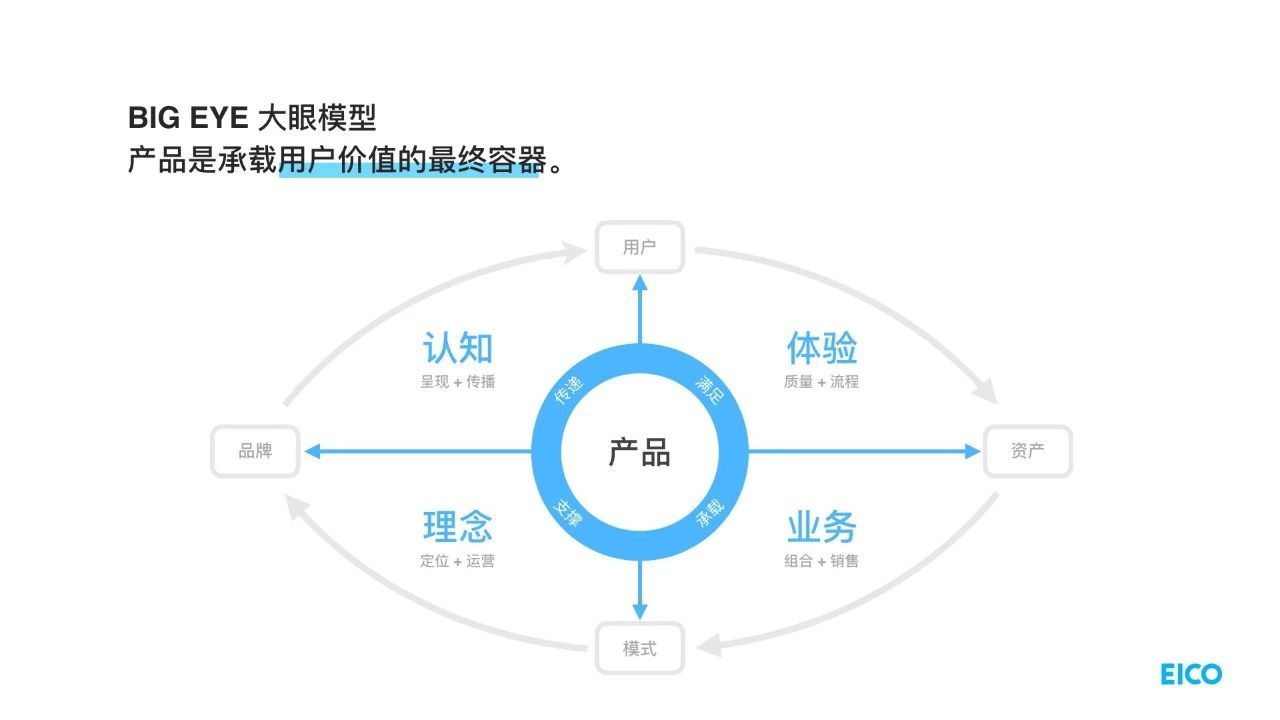 BIG EYE 大眼模型
产品是承载用户价值的最终容器。
用户
认知
呈现 + 传播
体验
质量 + 流程
传递
满足
品牌
产品
资产
支撑
承载
理念
定位 + 运营
业务
组合 + 销售
模式
EICO